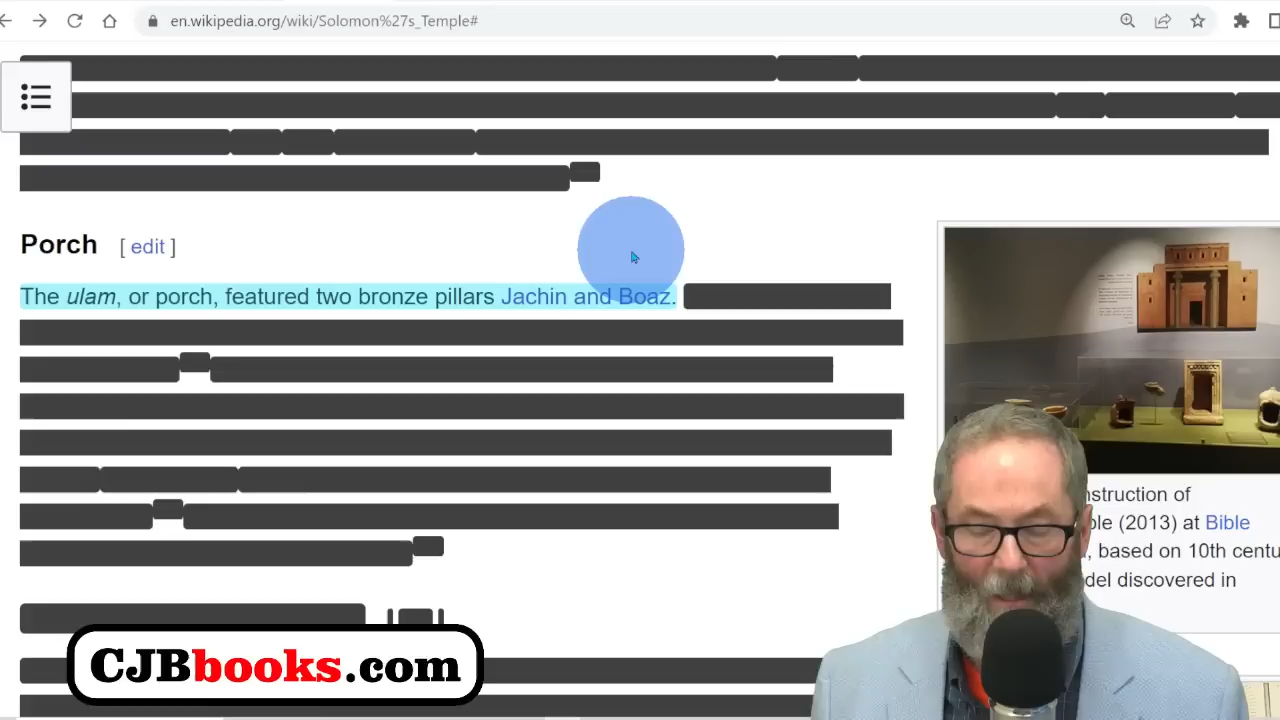 en.wikipedia.org/wiki/Solomon%27s_Temple#
Porch [ edit ]
The ulam, or porch, featured two bronze pillars Jachin and Boaz.
nstruction of
ple (2013) at Bible
, based on 10th centu
del discovered in
CJBbooks.com